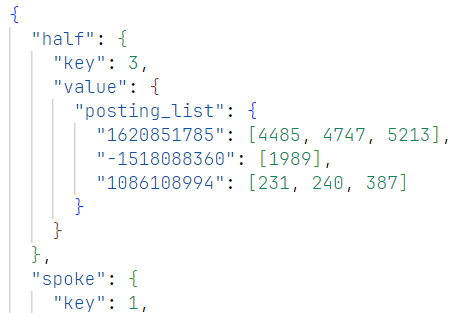 {
  "half": {
    "key": 3,
    "value": {
      "posting_list": {
        "1620851785": [4485, 4747, 5213],
        "-1518088360": [1989],
        "1086108994": [231, 240, 387]
      }
    }
  },
  "spoke": {
    "key": 1,